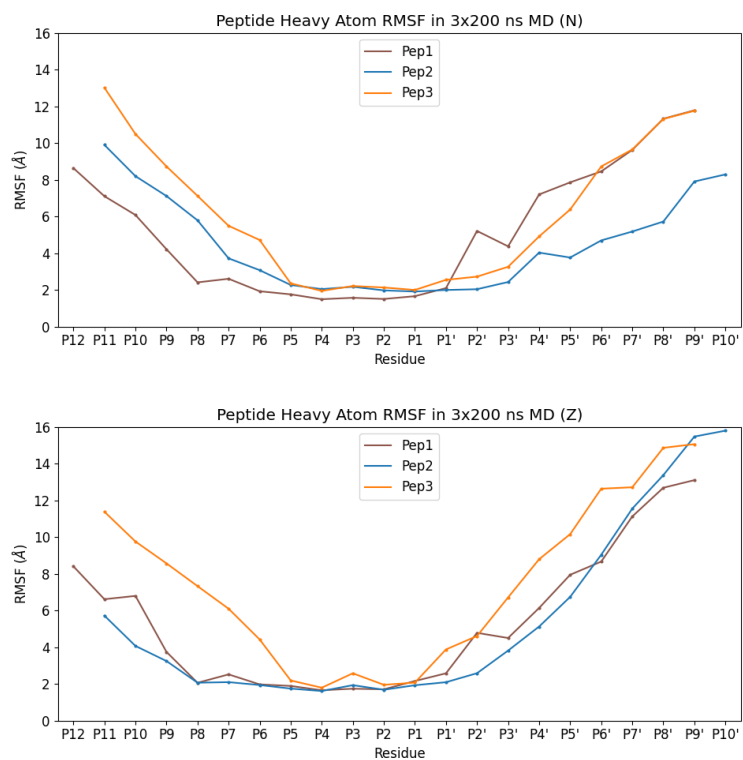 Peptide Heavy Atom RMSF in 3x200 ns MD (N)
16
14
12
10
8
6
4
2
0
RMSF (Å)
Pep1
Pep2
Pep3
P12 P11 P10 P9 P8 P7 P6 P5 P4 P3 P2 P1 P1' P2' P3' P4' P5' P6' P7' P8' P9' P10'
Residue
Peptide Heavy Atom RMSF in 3x200 ns MD (Z)
16
14
12
10
8
6
4
2
0
RMSF (Å)
Pep1
Pep2
Pep3
P12 P11 P10 P9 P8 P7 P6 P5 P4 P3 P2 P1 P1' P2' P3' P4' P5' P6' P7' P8' P9' P10'
Residue